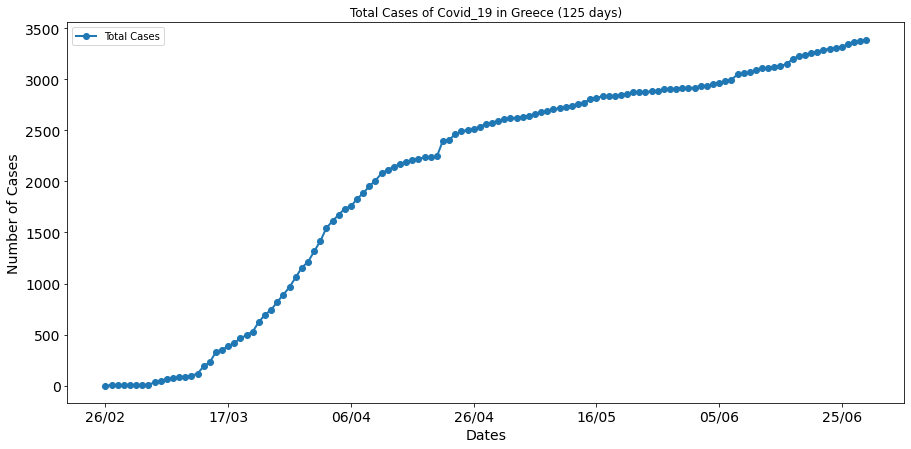 Total Cases of Covid_19 in Greece (125 days)
Total Cases
3500
3000
2500
2000
1500
1000
500
0
Number of Cases
26/02 17/03 06/04 26/04 16/05 05/06 25/06
Dates